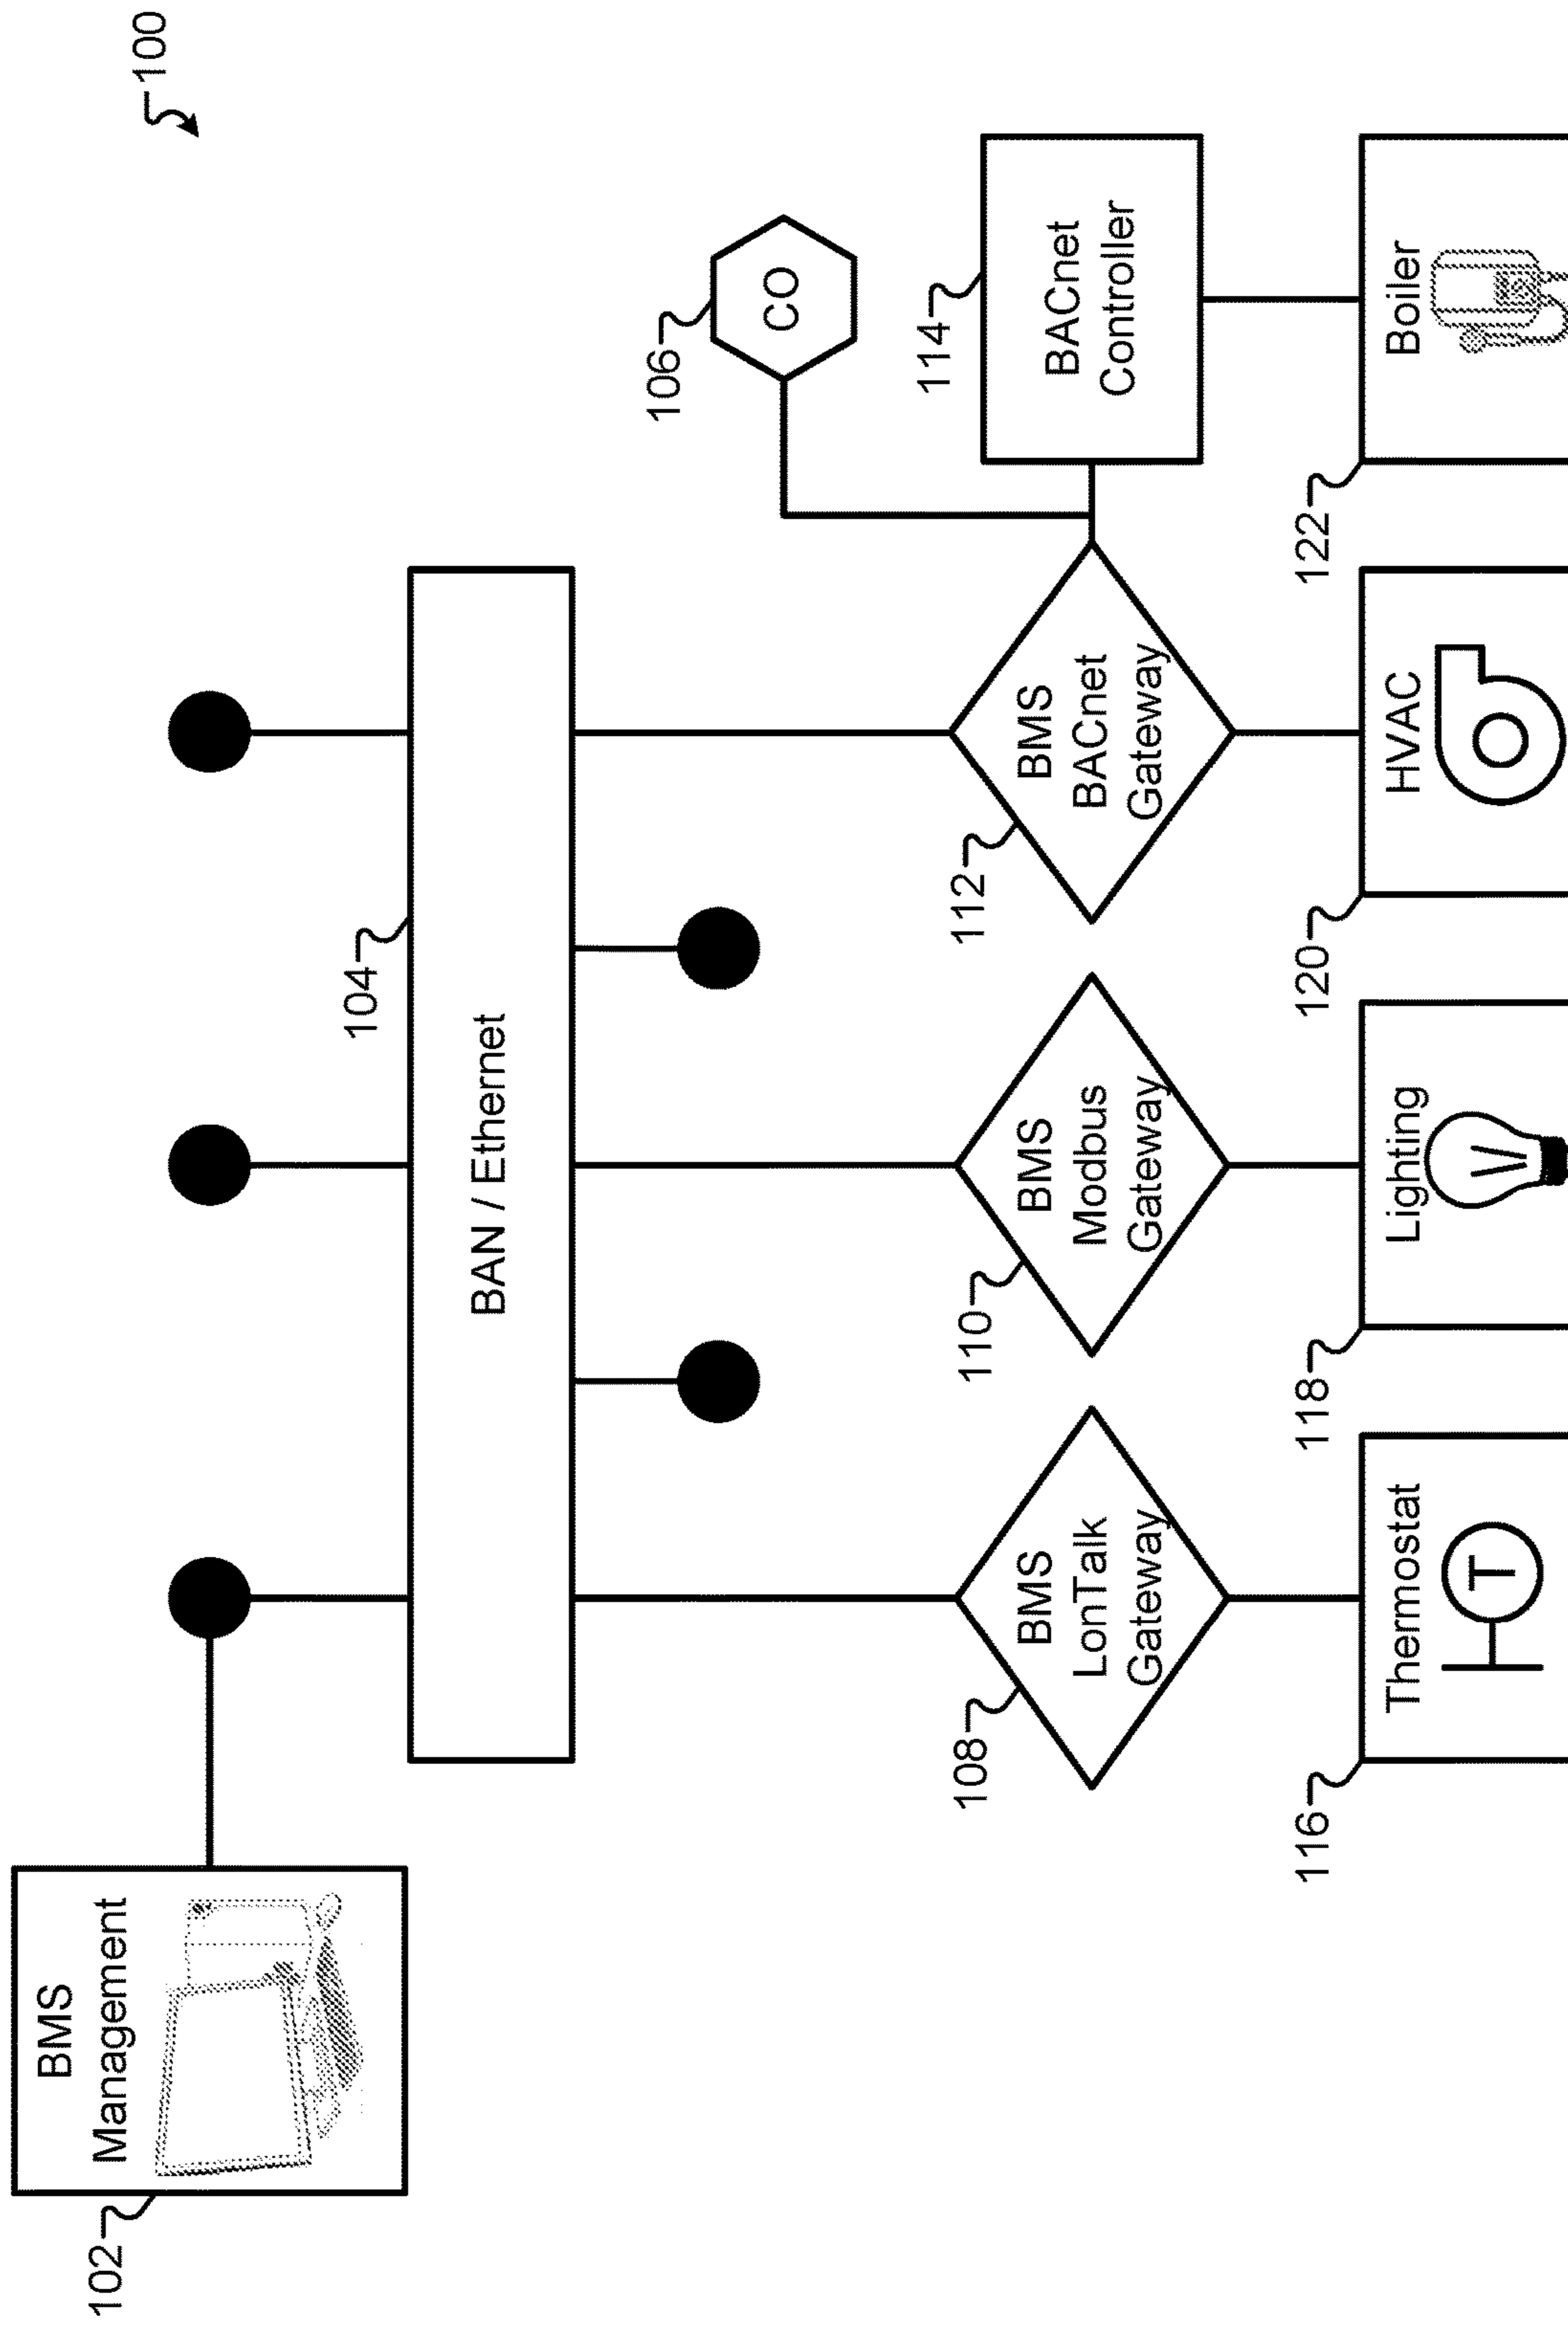 100
102
BMS
Management
104
BAN / Ethernet
106
CO
108
BMS
LonTalk
Gateway
110
BMS
Modbus
Gateway
112
BMS
BACnet
Gateway
114
BACnet
Controller
116
Thermostat
T
118
Lighting
120
HVAC
122
Boiler